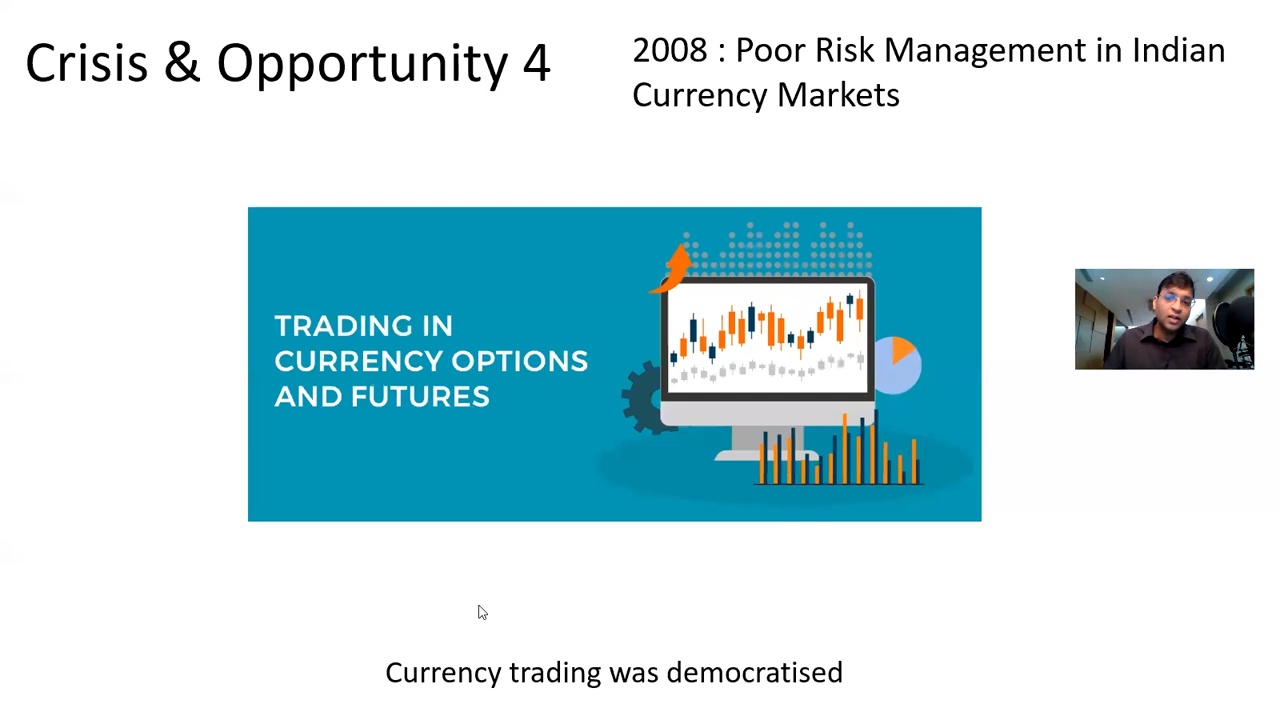 Crisis & Opportunity 4
2008 : Poor Risk Management in Indian
Currency Markets
TRADING IN
CURRENCY OPTIONS
AND FUTURES
Currency trading was democratised